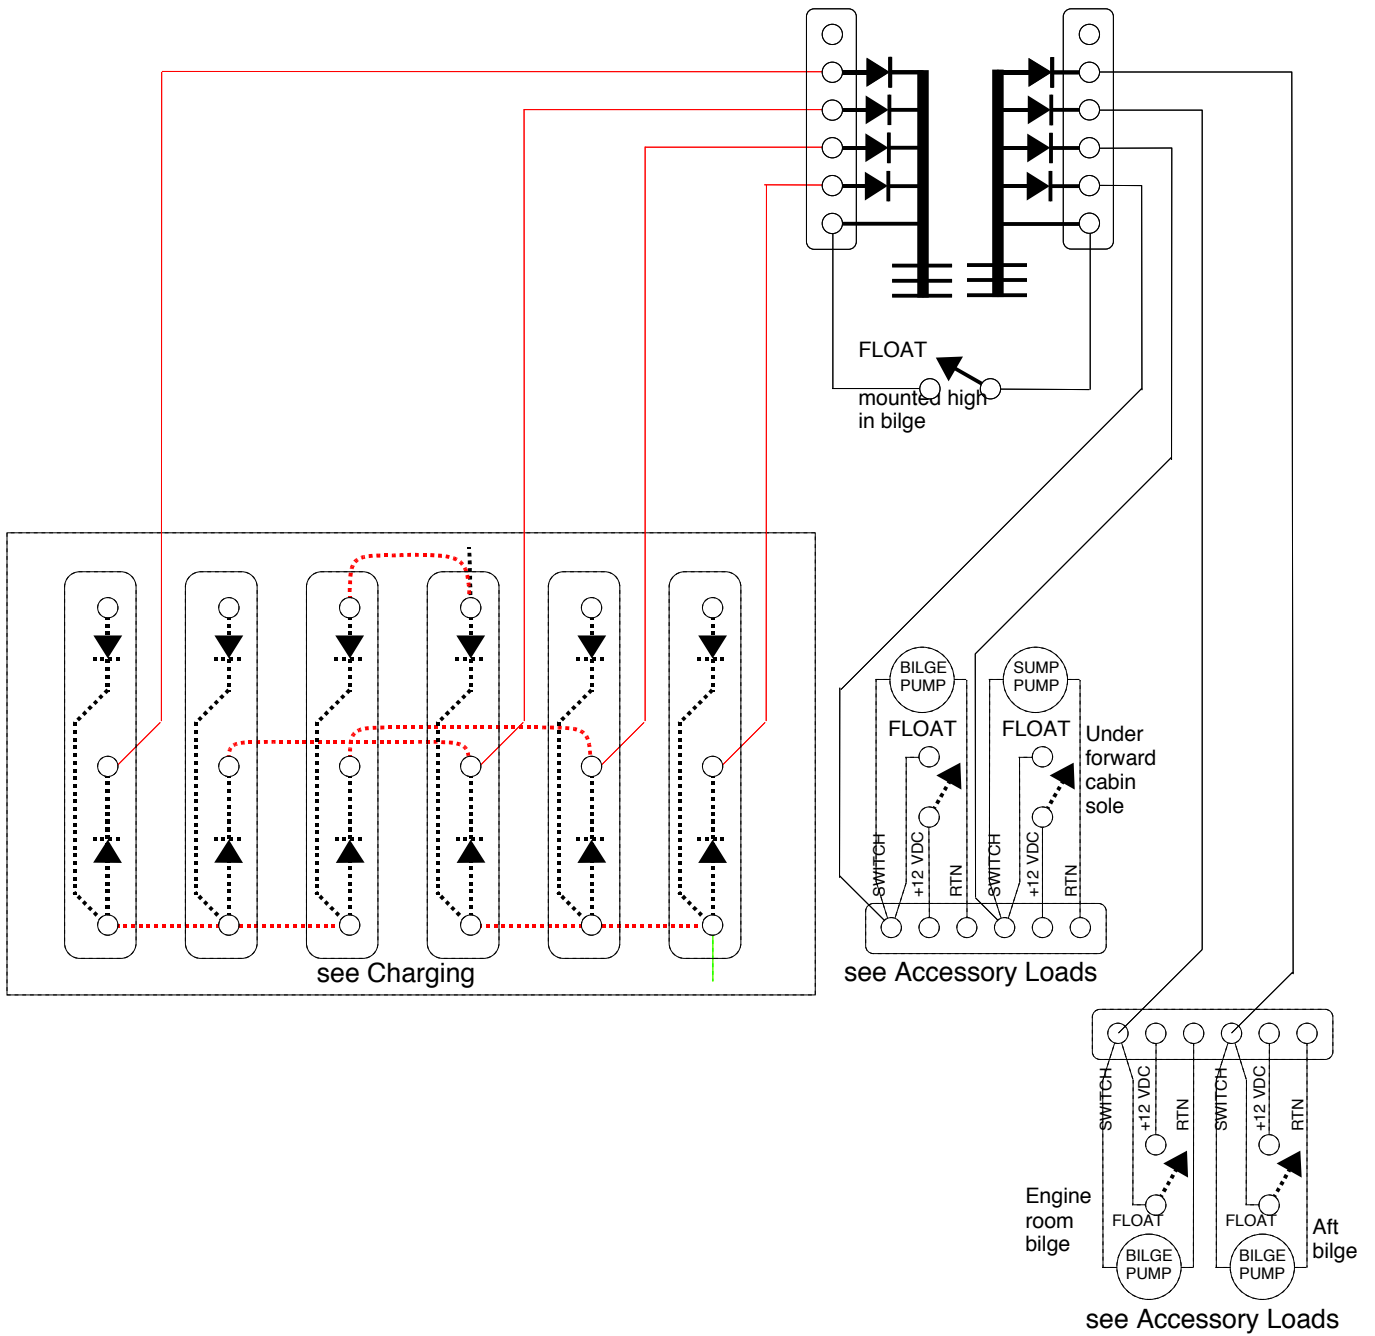 FLOAT
mounted high
in bilge
BILGE
PUMP
SUMP
PUMP
FLOAT
FLOAT
Under
forward
cabin
sole
SWITCH
+12 VDC
RTN
SWITCH
+12 VDC
RTN
see Charging
see Accessory Loads
SWITCH
+12 VDC
RTN
SWITCH
+12 VDC
RTN
Engine
room
bilge
FLOAT
FLOAT
Aft
bilge
BILGE
PUMP
BILGE
PUMP
see Accessory Loads